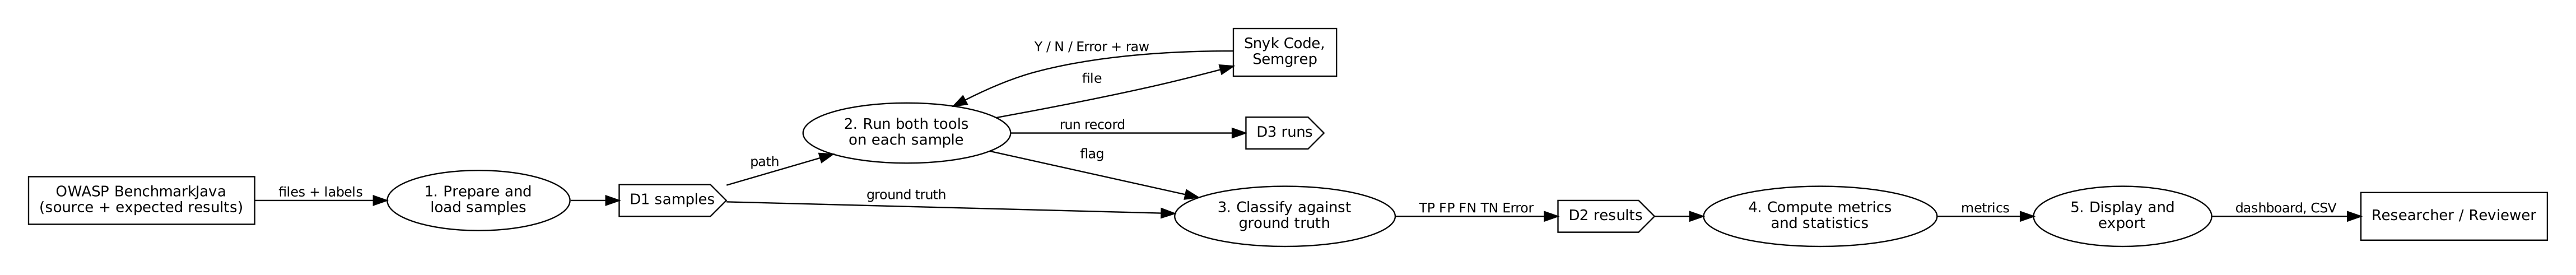 OWASP BenchmarkJava
(source + expected results)
files + labels
1. Prepare and
load samples
D1 samples
path
ground truth
2. Run both tools
on each sample
Y / N / Error + raw
file
run record
flag
Snyk Code,
Semgrep
D3 runs
3. Classify against
ground truth
TP FP FN TN Error
D2 results
4. Compute metrics
and statistics
metrics
5. Display and
export
dashboard, CSV
Researcher / Reviewer